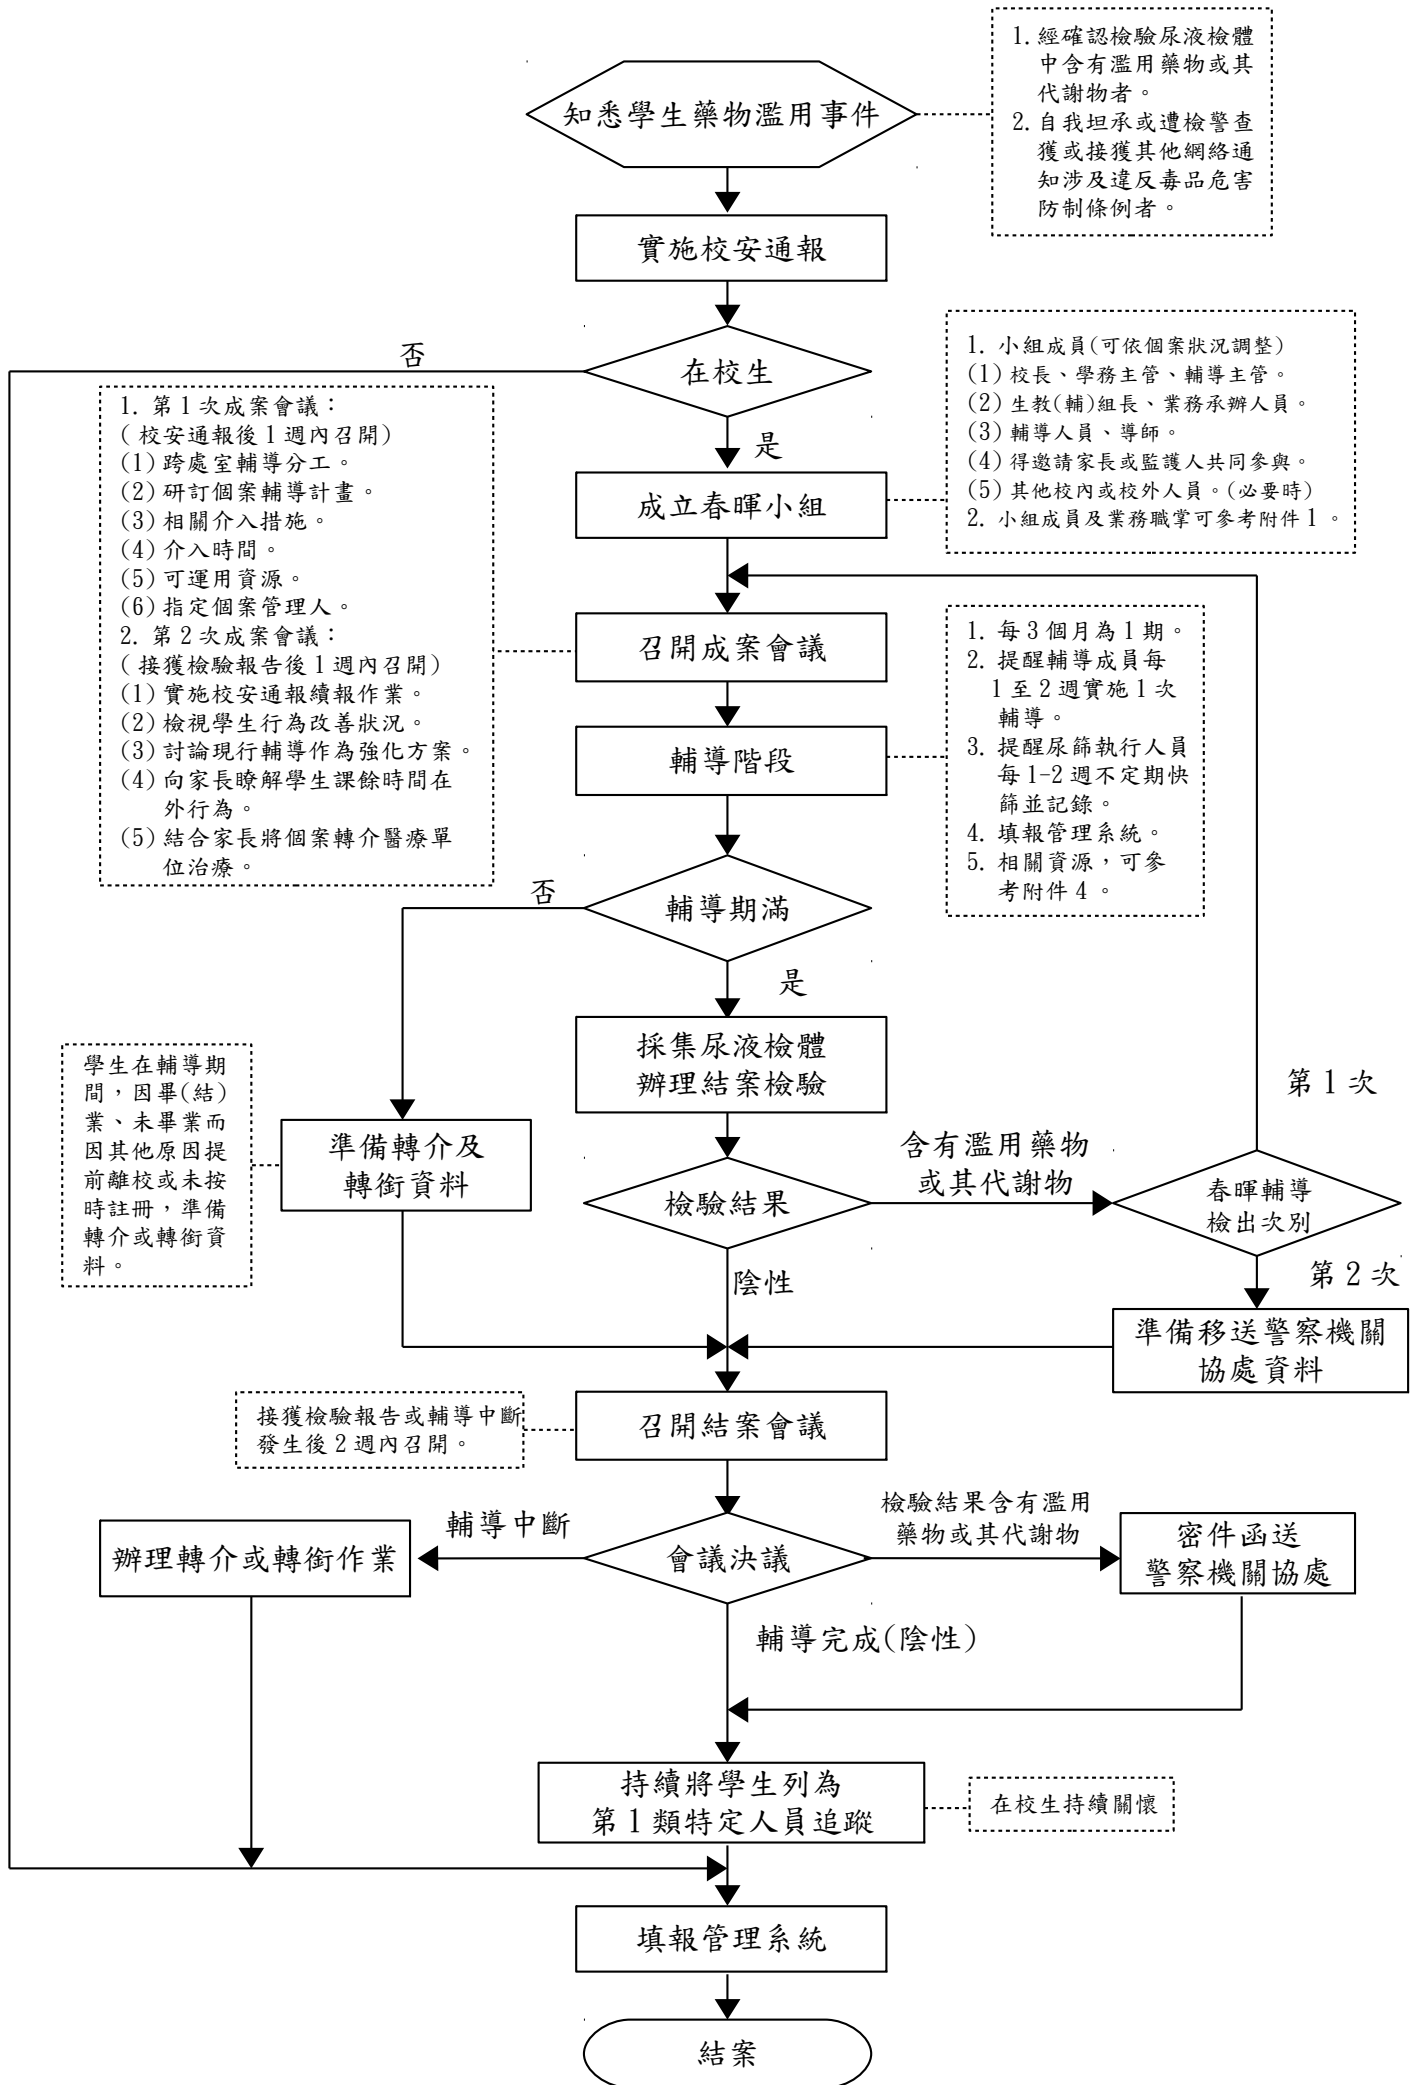 知悉學生藥物濫用事件
1. 經確認檢驗尿液檢體
中含有濫用藥物或其
代謝物者。
2. 自我坦承或遭檢警查
獲或接獲其他網絡通
知涉及違反毒品危害
防制條例者。
實施校安通報
在校生
否
是
1. 小組成員(可依個案狀況調整)
(1)校長、學務主管、輔導主管。
(2)生教(輔)組長、業務承辦人員。
(3)輔導人員、導師。
(4)得邀請家長或監護人共同參與。
(5)其他校內或校外人員。(必要時)
2. 小組成員及業務職掌可參考附件1。
成立春暉小組
1. 第1次成案會議：
(校安通報後1週內召開)
(1)跨處室輔導分工。
(2)研訂個案輔導計畫。
(3)相關介入措施。
(4)介入時間。
(5)可運用資源。
(6)指定個案管理人。
2. 第2次成案會議：
(接獲檢驗報告後1週內召開)
(1)實施校安通報續報作業。
(2)檢視學生行為改善狀況。
(3)討論現行輔導作為強化方案。
(4)向家長瞭解學生課餘時間在
外行為。
(5)結合家長將個案轉介醫療單
位治療。
召開成案會議
1. 每3個月為1期。
2. 提醒輔導成員每
1至2週實施1次
輔導。
3. 提醒尿篩執行人員
每1-2週不定期快
篩並記錄。
4. 填報管理系統。
5. 相關資源，可參
考附件4。
輔導階段
輔導期滿
否
是
採集尿液檢體
辦理結案檢驗
學生在輔導期
間，因畢(結)
業、未畢業而
因其他原因提
前離校或未按
時註冊，準備
轉介或轉銜資
料。
準備轉介及
轉銜資料
檢驗結果
含有濫用藥物
或其代謝物
第1次
春暉輔導
檢出次別
第2次
陰性
準備移送警察機關
協處資料
接獲檢驗報告或輔導中斷
發生後2週內召開。
召開結案會議
輔導中斷
會議決議
檢驗結果含有濫用
藥物或其代謝物
辦理轉介或轉銜作業
密件函送
警察機關協處
輔導完成(陰性)
持續將學生列為
第1類特定人員追蹤
在校生持續關懷
填報管理系統
結案